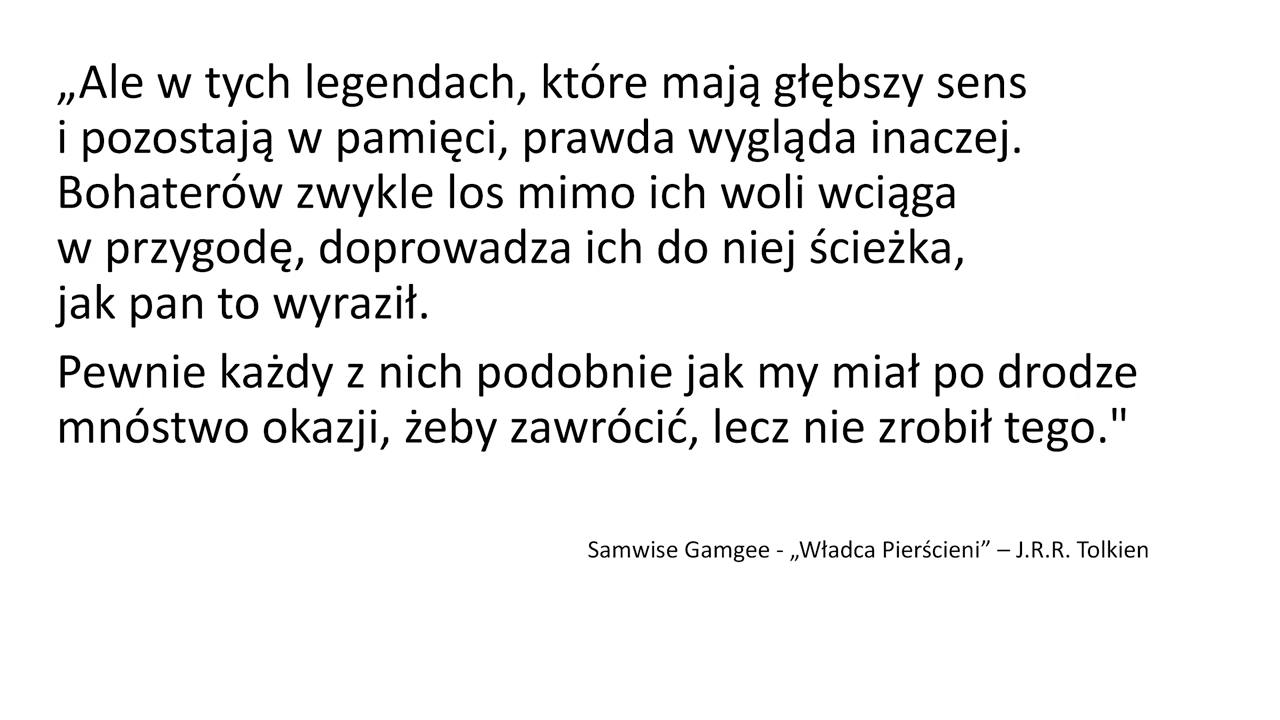 „Ale w tych legendach, które mają głębszy sens
i pozostają w pamięci, prawda wygląda inaczej.
Bohaterów zwykle los mimo ich woli wciąga
w przygodę, doprowadza ich do niej ścieżka,
jak pan to wyraził.
Pewnie każdy z nich podobnie jak my miał po drodze
mnóstwo okazji, żeby zawrócić, lecz nie zrobił tego."
Samwise Gamgee - „Władca Pierścieni” – J.R.R. Tolkien